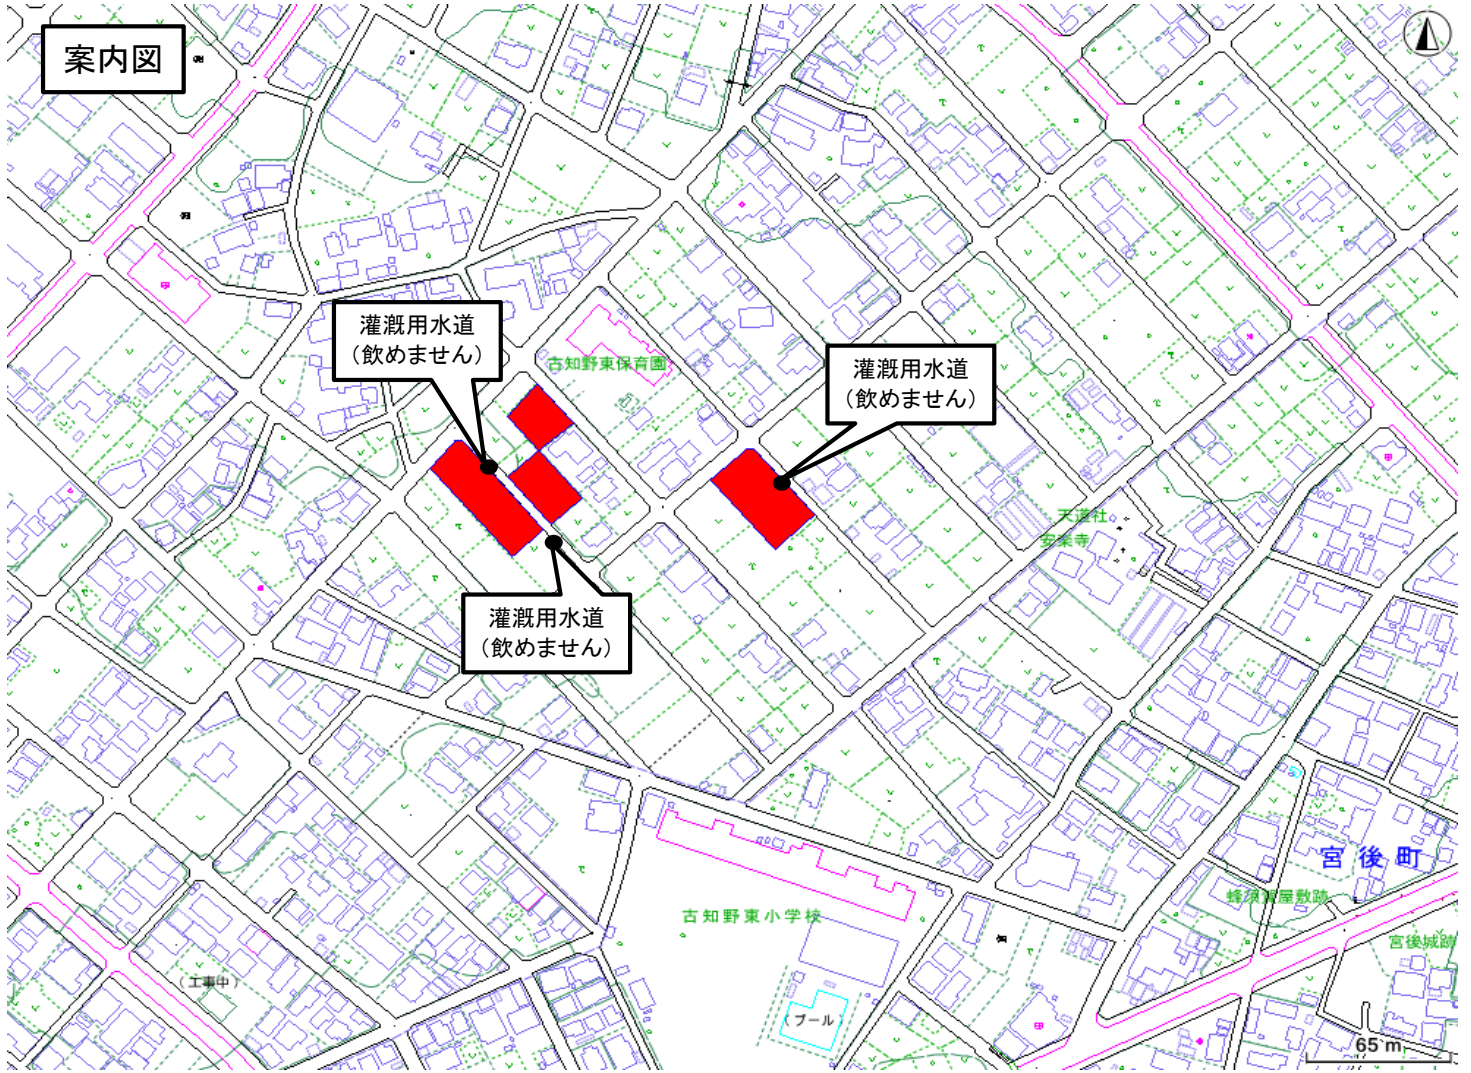 案内図
灌漑用水道
（飲めません）
古知野東保育園
灌漑用水道
（飲めません）
天道社
安楽寺
灌漑用水道
（飲めません）
宮後町
蜂須賀屋敷跡
古知野東小学校
宮後城跡
（工事中）
（プール）
65 m